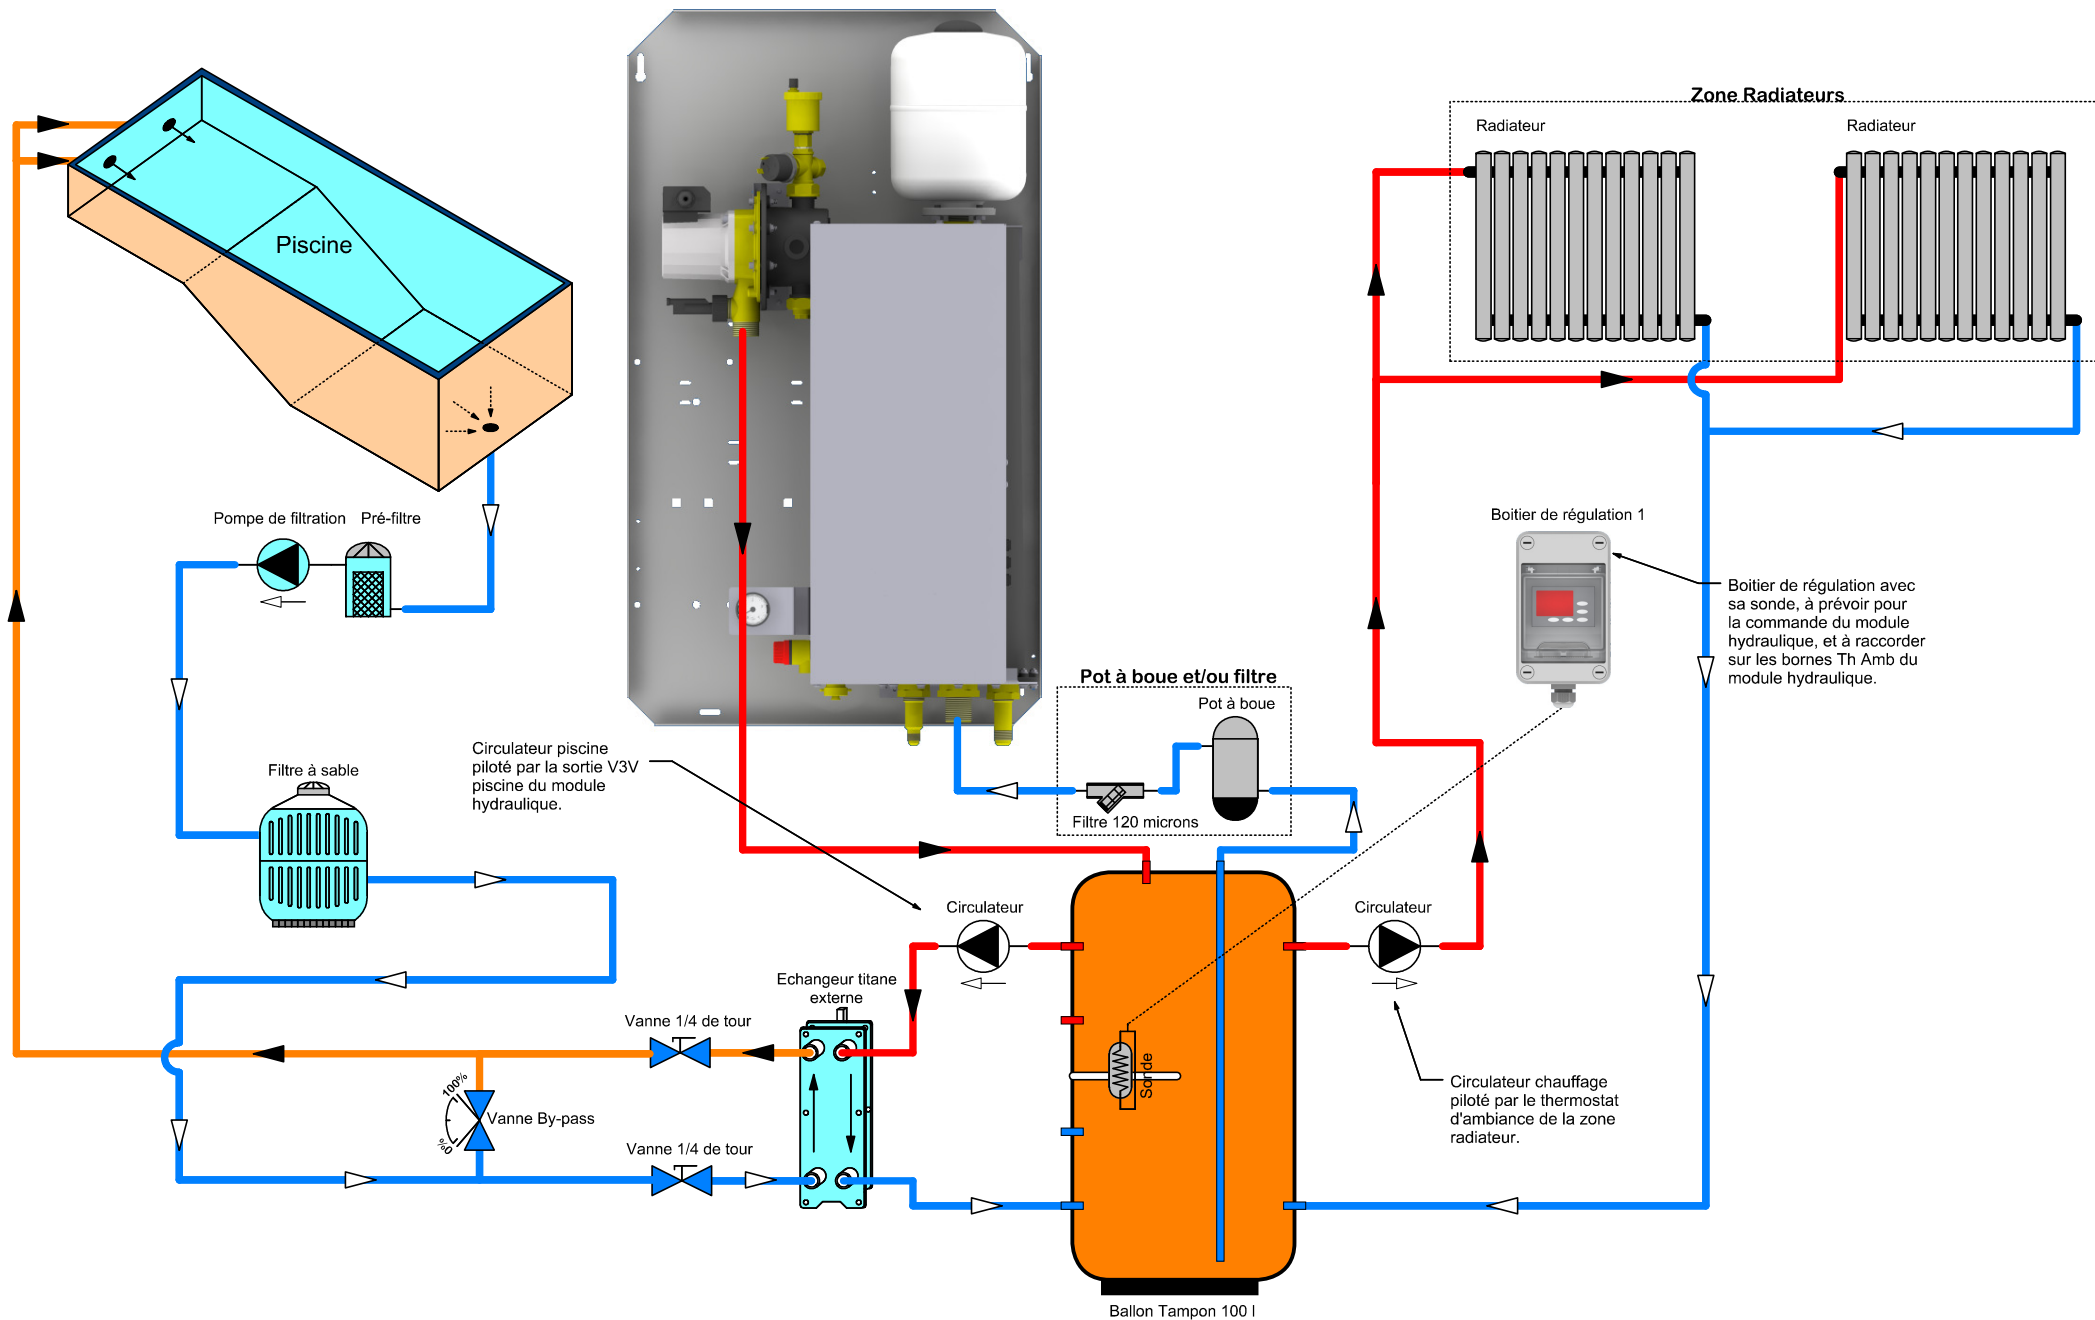 Zone Radiateurs
Radiateur
Radiateur
Piscine
Pompe de filtration
Pré-filtre
Boitier de régulation 1
Boitier de régulation avec
sa sonde, à prévoir pour
la commande du module
hydraulique, et à raccorder
sur les bornes Th Amb du
module hydraulique.
Pot à boue et/ou filtre
Pot à boue
Filtre 120 microns
Circulateur piscine
piloté par la sortie V3V
piscine du module
hydraulique.
Filtre à sable
Circulateur
Circulateur
Echangeur titane
externe
Vanne 1/4 de tour
Sonde
100%
0%
Vanne By-pass
Vanne 1/4 de tour
Circulateur chauffage
piloté par le thermostat
d'ambiance de la zone
radiateur.
Ballon Tampon 100 l